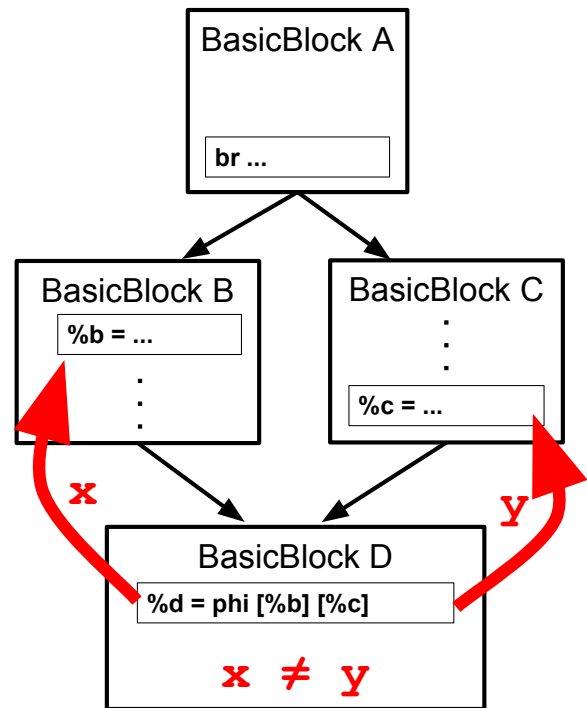 BasicBlock A
br ...
BasicBlock B
%b = ...
BasicBlock C
%c = ...
x
y
BasicBlock D
%d = phi [%b] [%c]
x ≠ y